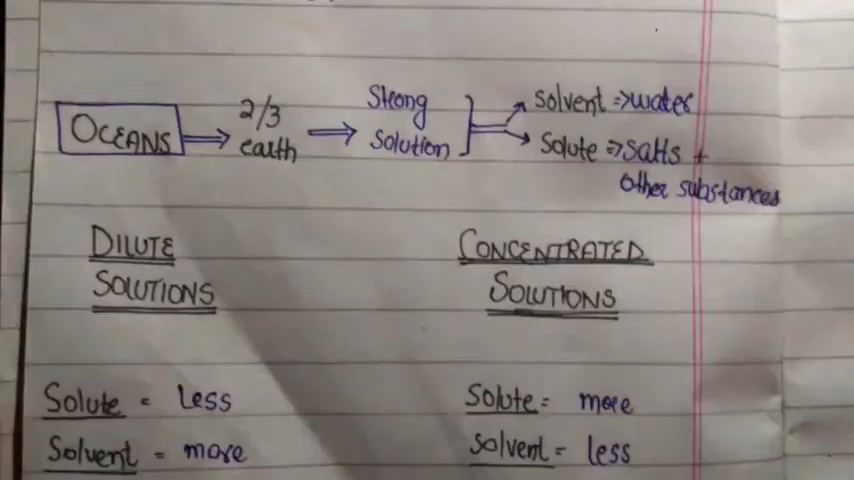 OCEANS ⇒ 2/3 earth ⇒ Strong Solution
solvent ⇒ water
solute ⇒ salts + other substances
DILUTE SOLUTIONS
Solute = less
Solvent = more
CONCENTRATED SOLUTIONS
solute = more
solvent = less